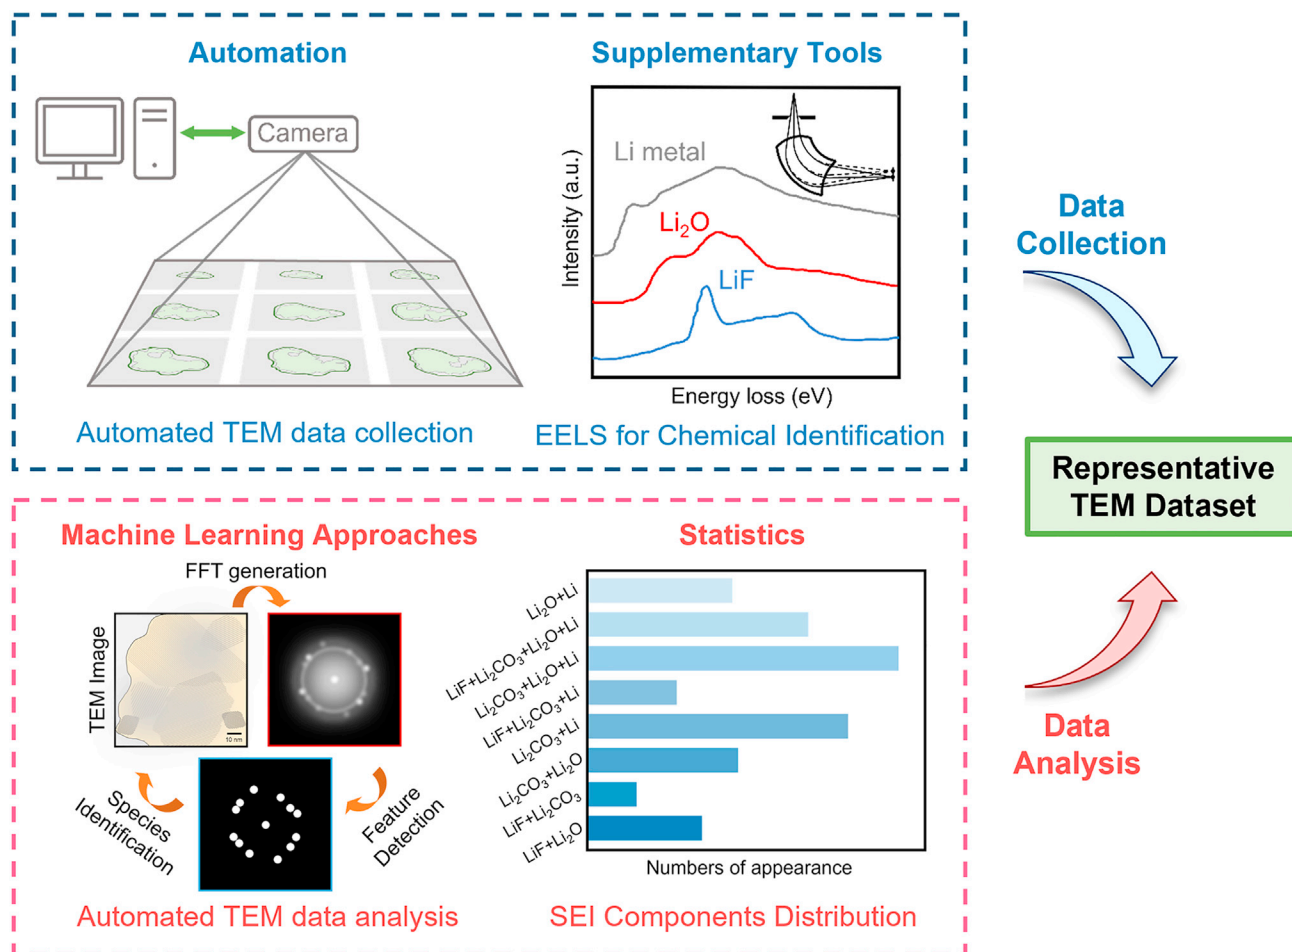 Automation
Camera
Automated TEM data collection
Supplementary Tools
Intensity (a.u.)
Li metal
Li₂O
LiF
Energy loss (eV)
EELS for Chemical Identification
Data
Collection
Representative
TEM Dataset
Data
Analysis
Machine Learning Approaches
FFT generation
TEM Image
10 nm
Feature
Detection
Species
Identification
Automated TEM data analysis
Statistics
Li₂O+Li
LiF+Li₂CO₃+Li₂O+Li
Li₂CO₃+Li₂O+Li
LiF+Li₂CO₃+Li
Li₂CO₃+Li
Li₂CO₃+Li₂O
LiF+Li₂CO₃
LiF+Li₂O
Numbers of appearance
SEI Components Distribution